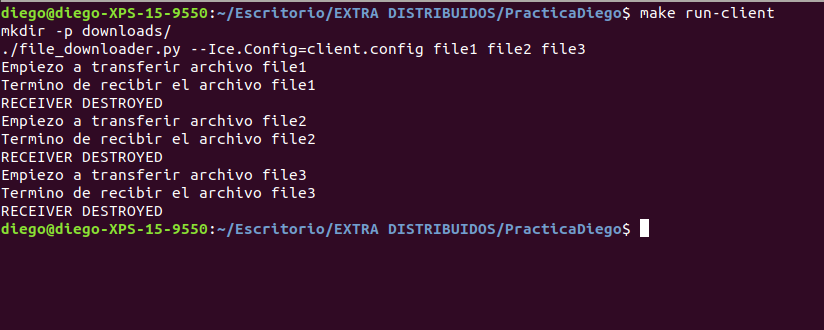 diego@diego-XPS-15-9550:~/Escritorio/EXTRA DISTRIBUIDOS/PracticaDiego$ make run-client
mkdir -p downloads/
./file_downloader.py --Ice.Config=client.config file1 file2 file3
Empiezo a transferir archivo file1
Termino de recibir el archivo file1
RECEIVER DESTROYED
Empiezo a transferir archivo file2
Termino de recibir el archivo file2
RECEIVER DESTROYED
Empiezo a transferir archivo file3
Termino de recibir el archivo file3
RECEIVER DESTROYED
diego@diego-XPS-15-9550:~/Escritorio/EXTRA DISTRIBUIDOS/PracticaDiego$